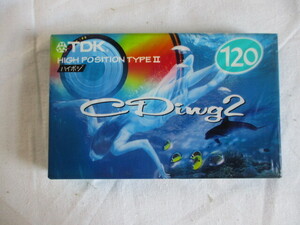 TDK
120
HIGH POSITION TYPE II
ハイポジ
CDing2